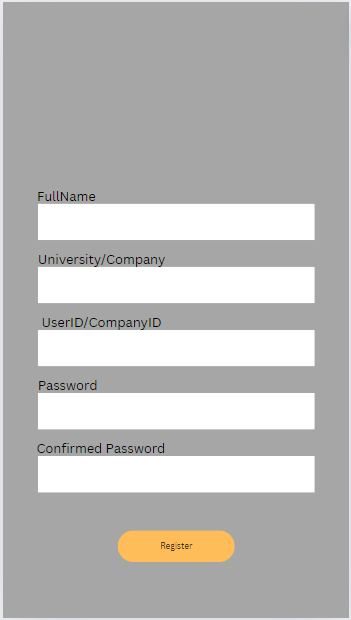 FullName
University/Company
UserID/CompanyID
Password
Confirmed Password
Register